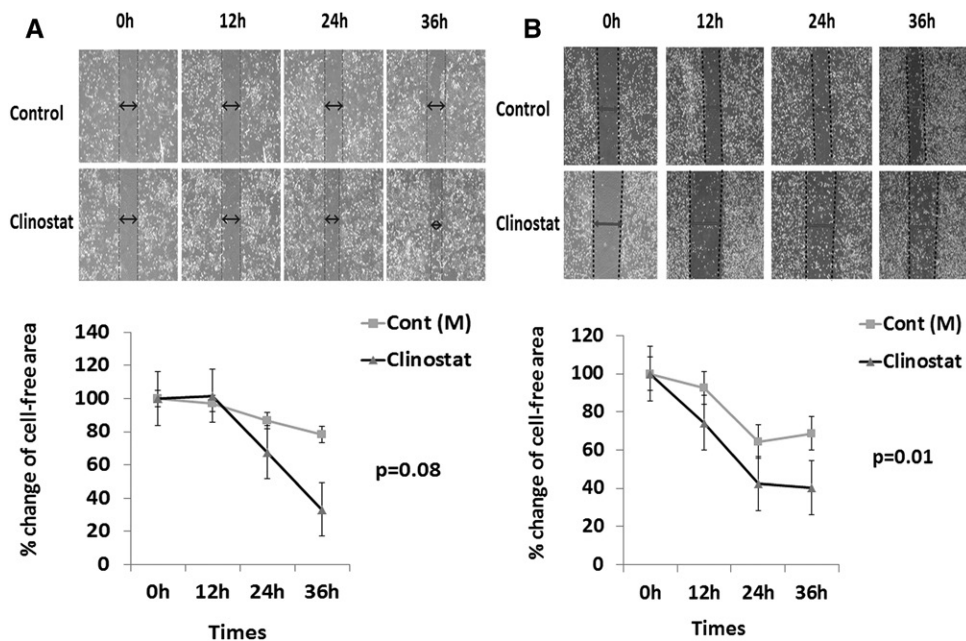 A
0h 12h 24h 36h
Control
Clinostat
% change of cell-free area
140
120
100
80
60
40
20
0
0h 12h 24h 36h
Times
Cont (M)
Clinostat
p=0.08
B
0h 12h 24h 36h
Control
Clinostat
% change of cell-free area
120
100
80
60
40
20
0
0h 12h 24h 36h
Times
Cont (M)
Clinostat
p=0.01